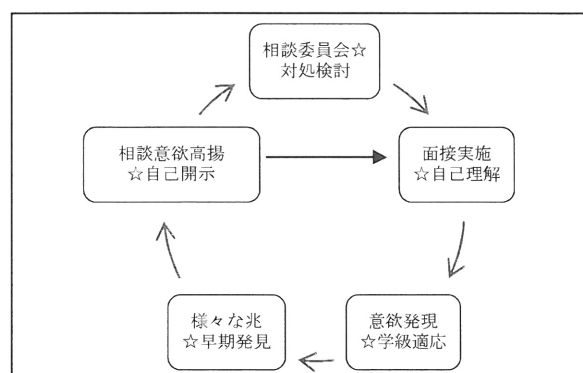 相談委員会☆
対処検討
相談意欲高揚
☆自己開示
面接実施
☆自己理解
様々な兆
☆早期発見
意欲発現
☆学級適応